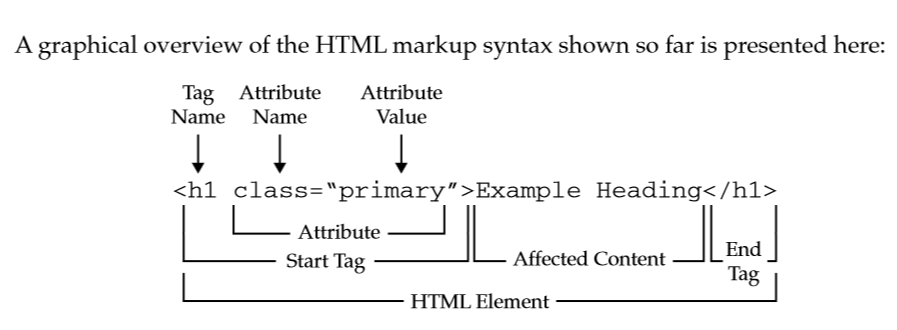 A graphical overview of the HTML markup syntax shown so far is presented here:
Tag Attribute Attribute
Name Name Value
<h1 class=“primary”>Example Heading</h1>
Attribute
Start Tag Affected Content End
Tag
HTML Element